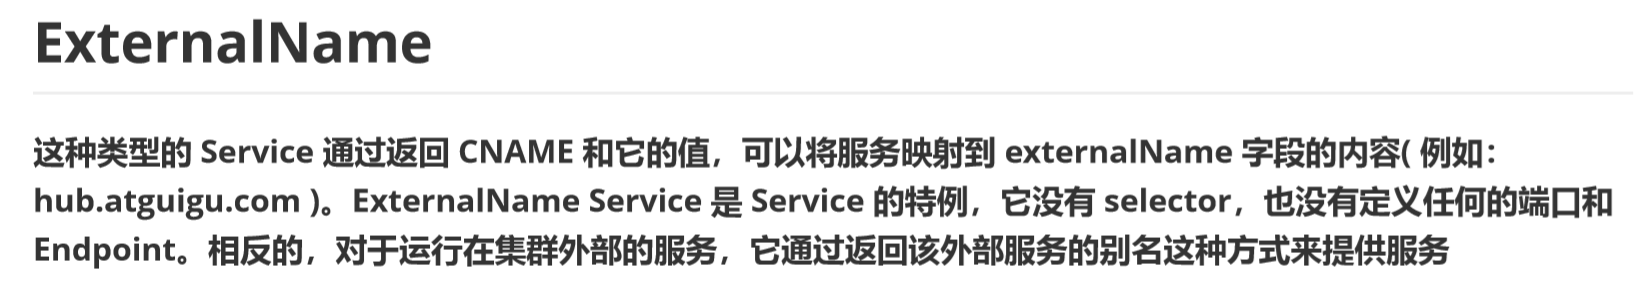 ExternalName
这种类型的 Service 通过返回 CNAME 和它的值，可以将服务映射到 externalName 字段的内容( 例如：
hub.atguigu.com )。ExternalName Service 是 Service 的特例，它没有 selector，也没有定义任何的端口和
Endpoint。相反的，对于运行在集群外部的服务，它通过返回该外部服务的别名这种方式来提供服务